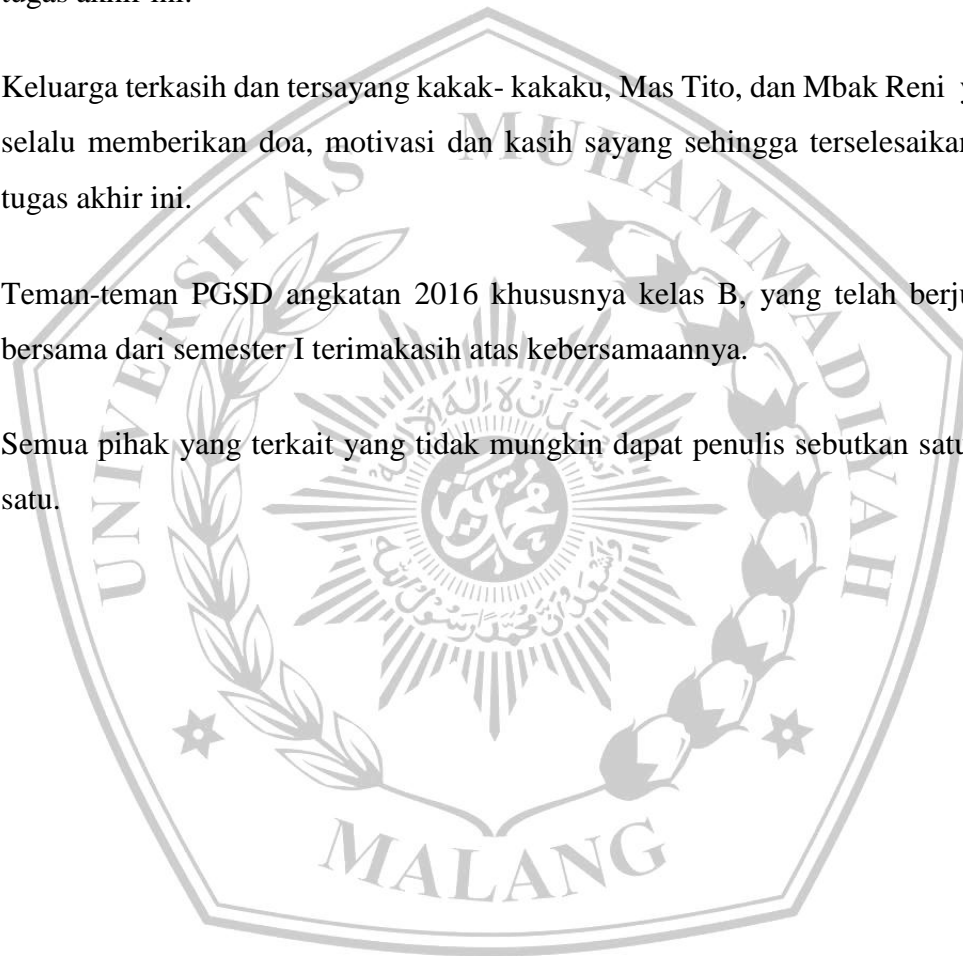 tugas akhir ini.
Keluarga terkasih dan tersayang kakak- kakaku, Mas Tito, dan Mbak Reni
selalu memberikan doa, motivasi dan kasih sayang sehingga terselesaikan
tugas akhir ini.
Teman-teman PGSD angkatan 2016 khususnya kelas B, yang telah
bersama dari semester I terimakasih atas kebersamaannya.
Semua pihak yang terkait yang tidak mungkin dapat penulis sebutkan satu
satu.
UNIVERSITAS MUHAMMADIYAH
MALANG